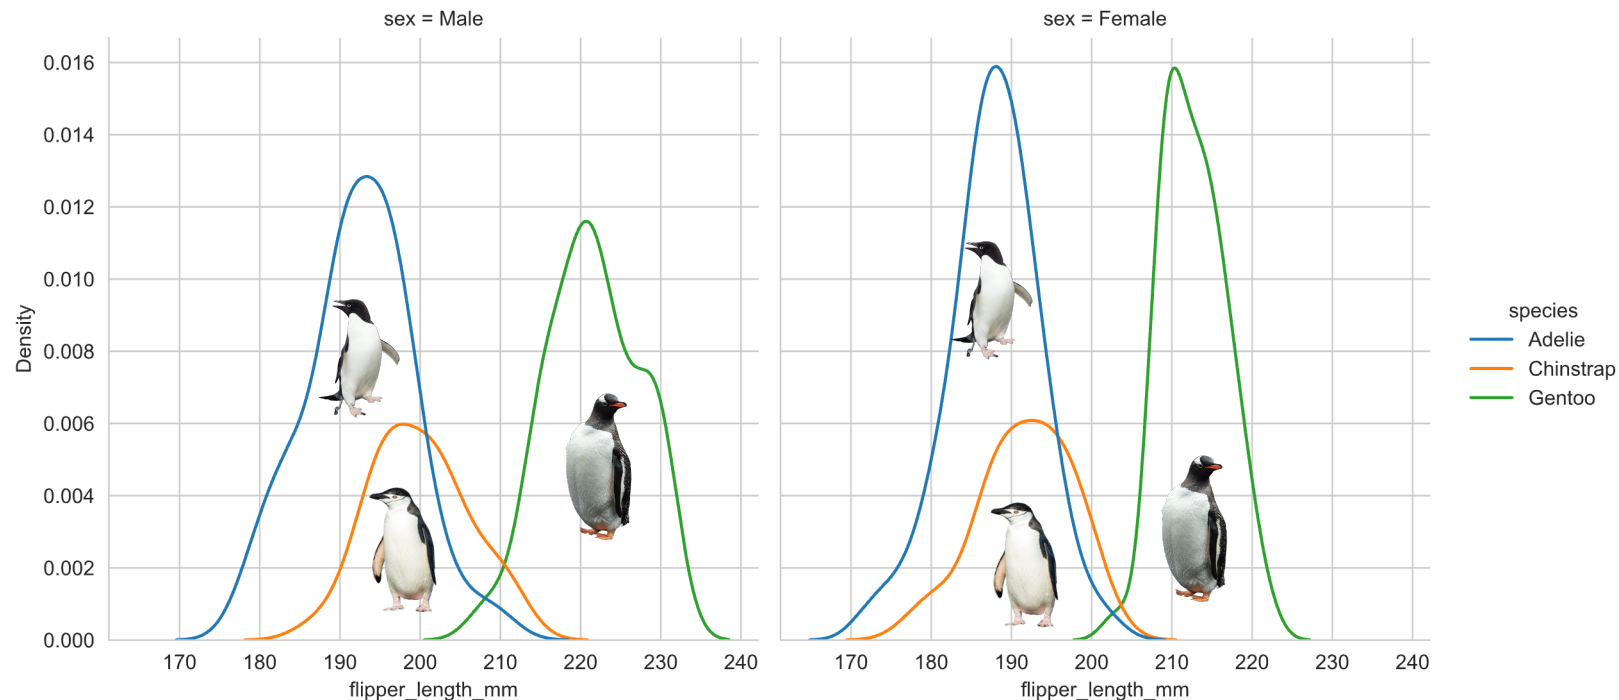 sex = Male
sex = Female
0.016
0.014
0.012
0.010
0.008
0.006
0.004
0.002
0.000
Density
170 180 190 200 210 220 230 240
flipper_length_mm
170 180 190 200 210 220 230 240
flipper_length_mm
species
Adelie
Chinstrap
Gentoo